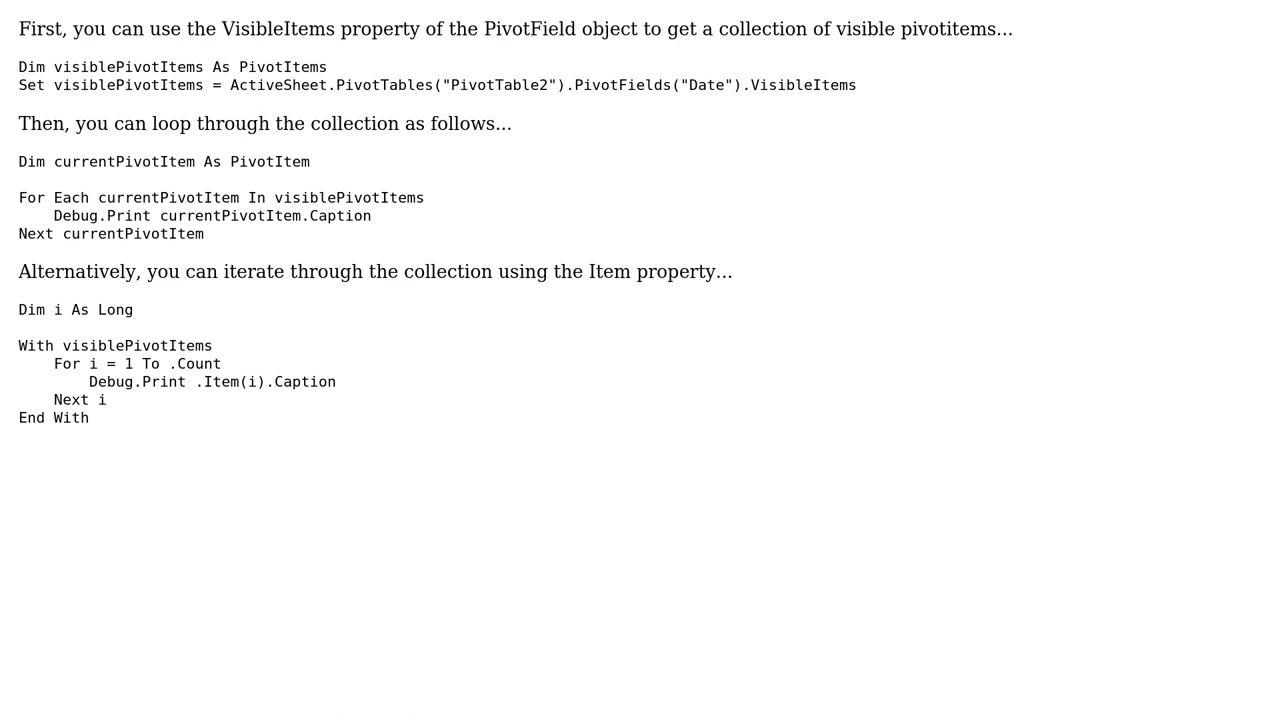 First, you can use the VisibleItems property of the PivotField object to get a collection of visible pivotitems...
Dim visiblePivotItems As PivotItems
Set visiblePivotItems = ActiveSheet.PivotTables("PivotTable2").PivotFields("Date").VisibleItems
Then, you can loop through the collection as follows...
Dim currentPivotItem As PivotItem
For Each currentPivotItem In visiblePivotItems
    Debug.Print currentPivotItem.Caption
Next currentPivotItem
Alternatively, you can iterate through the collection using the Item property...
Dim i As Long
With visiblePivotItems
    For i = 1 To .Count
        Debug.Print .Item(i).Caption
    Next i
End With